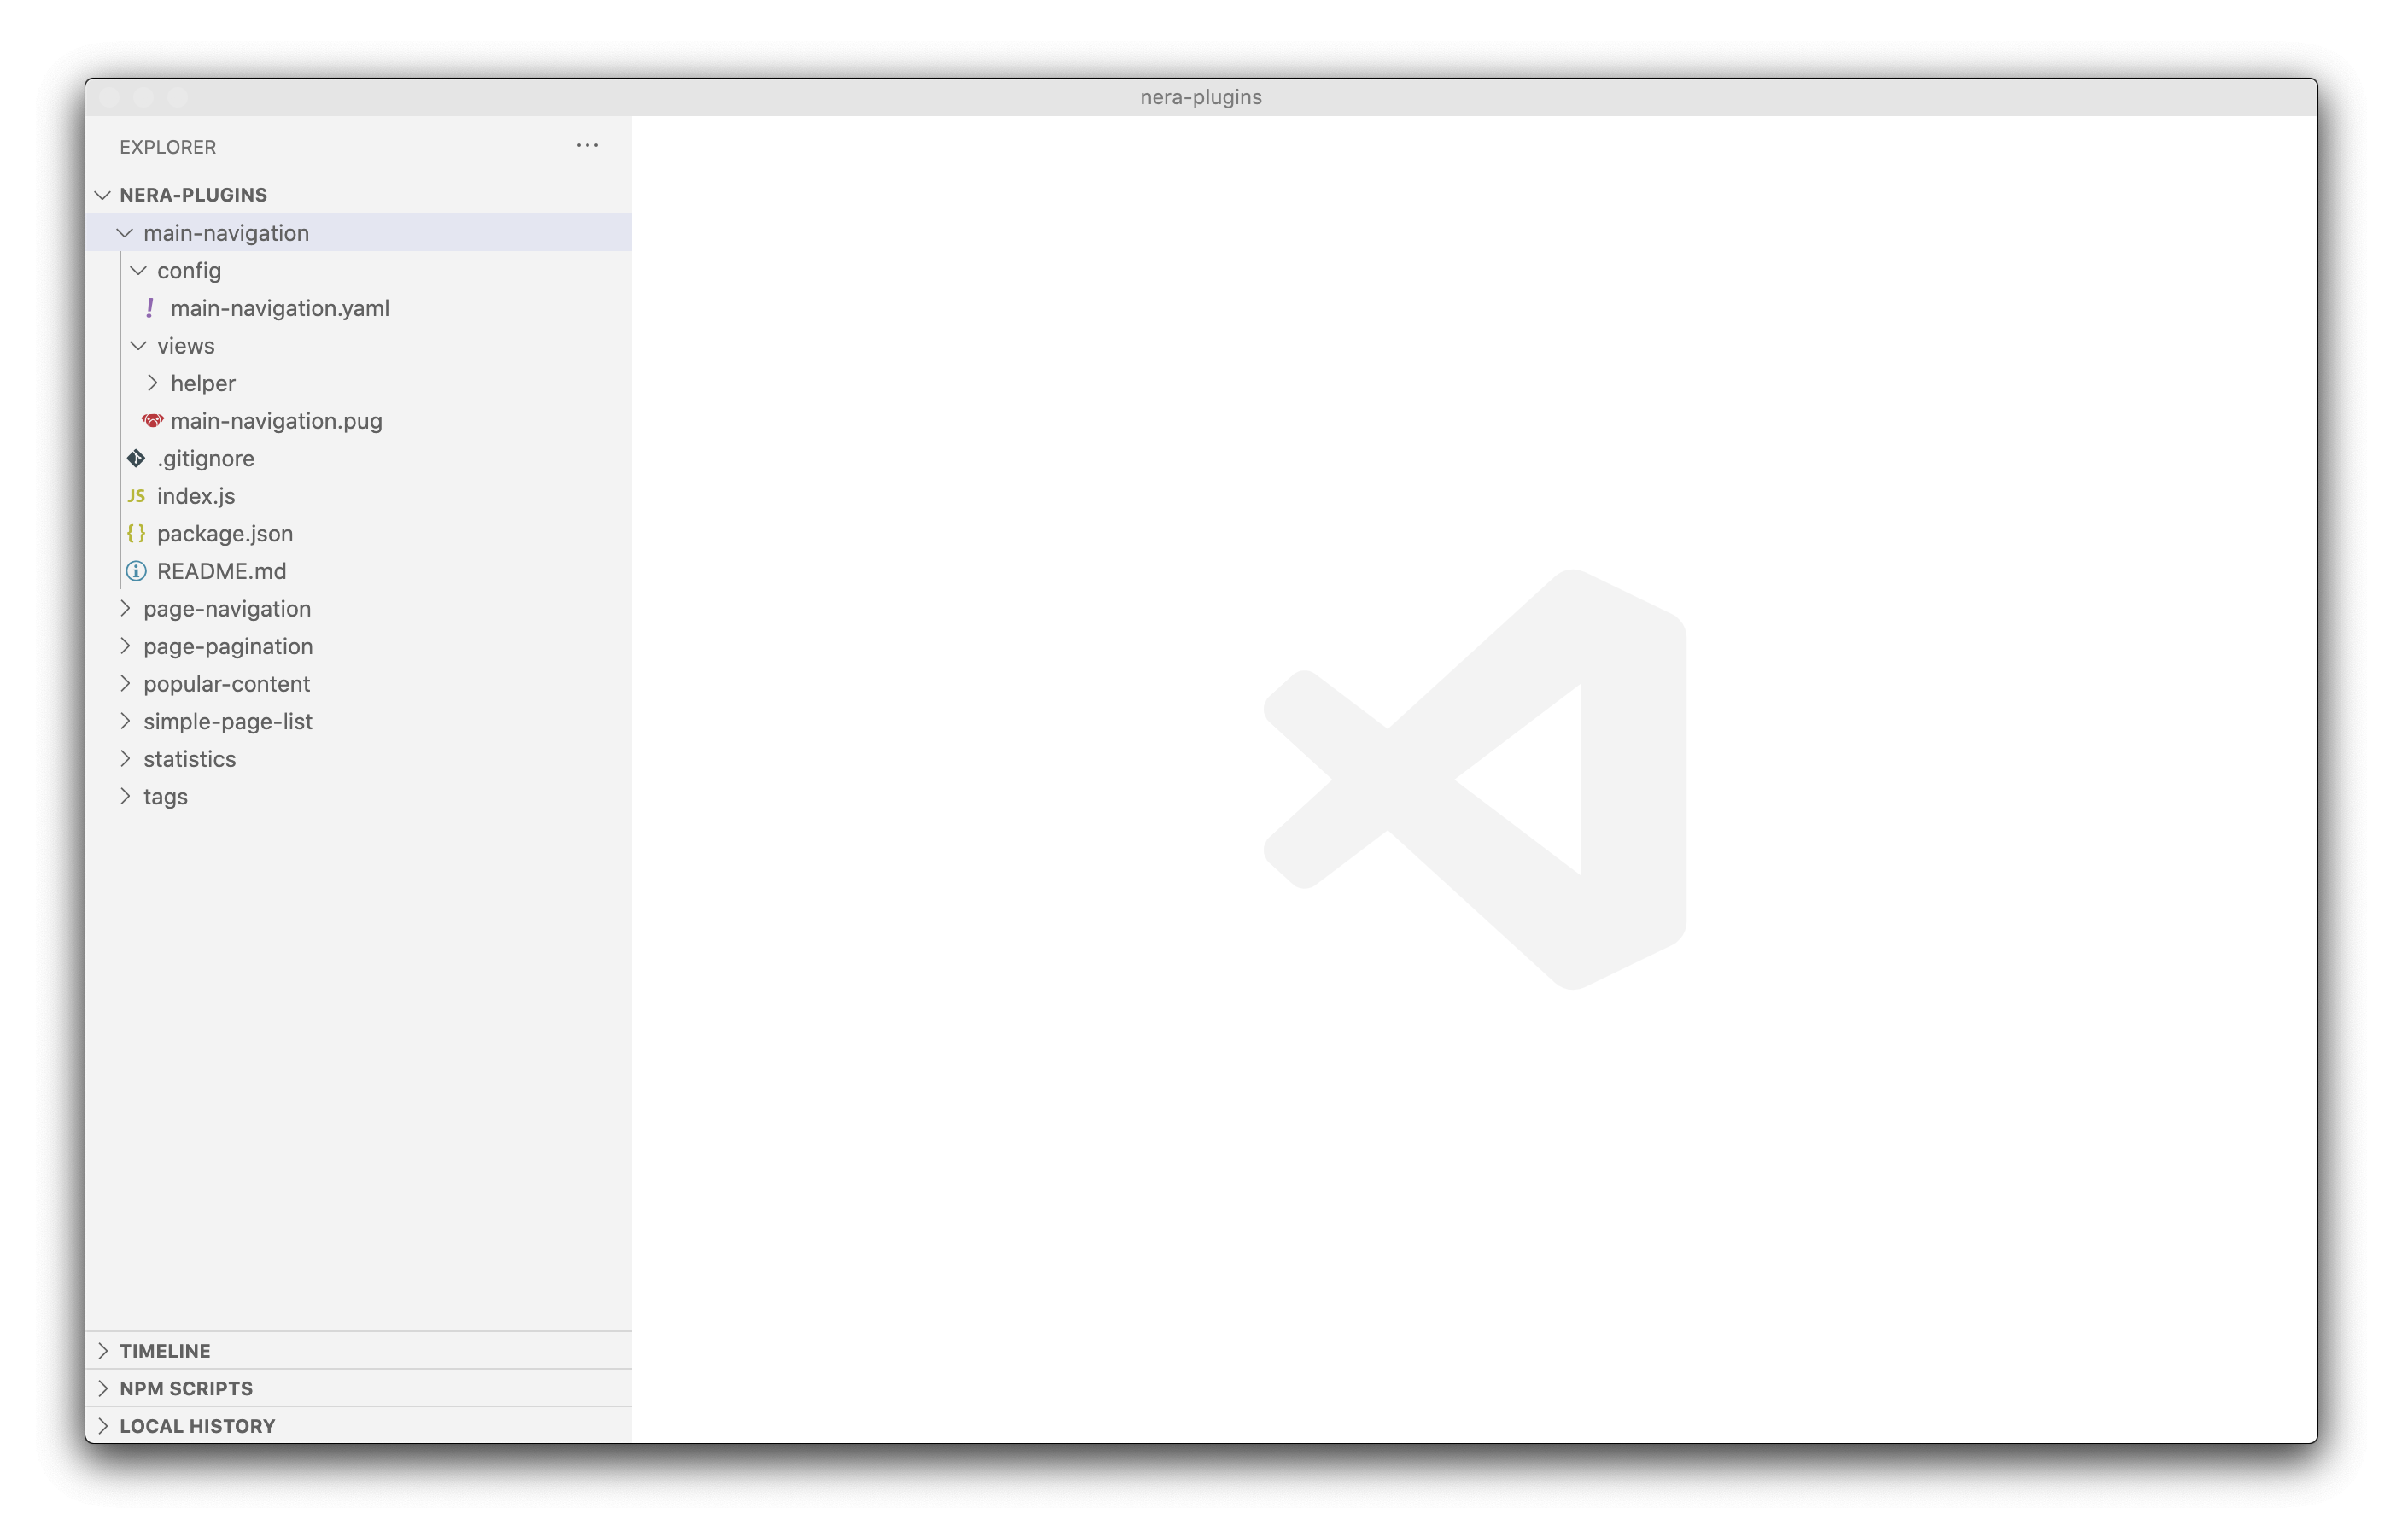 nera-plugins
EXPLORER
NERA-PLUGINS
main-navigation
config
main-navigation.yaml
views
helper
main-navigation.pug
.gitignore
JS index.js
package.json
README.md
page-navigation
page-pagination
popular-content
simple-page-list
statistics
tags
TIMELINE
NPM SCRIPTS
LOCAL HISTORY